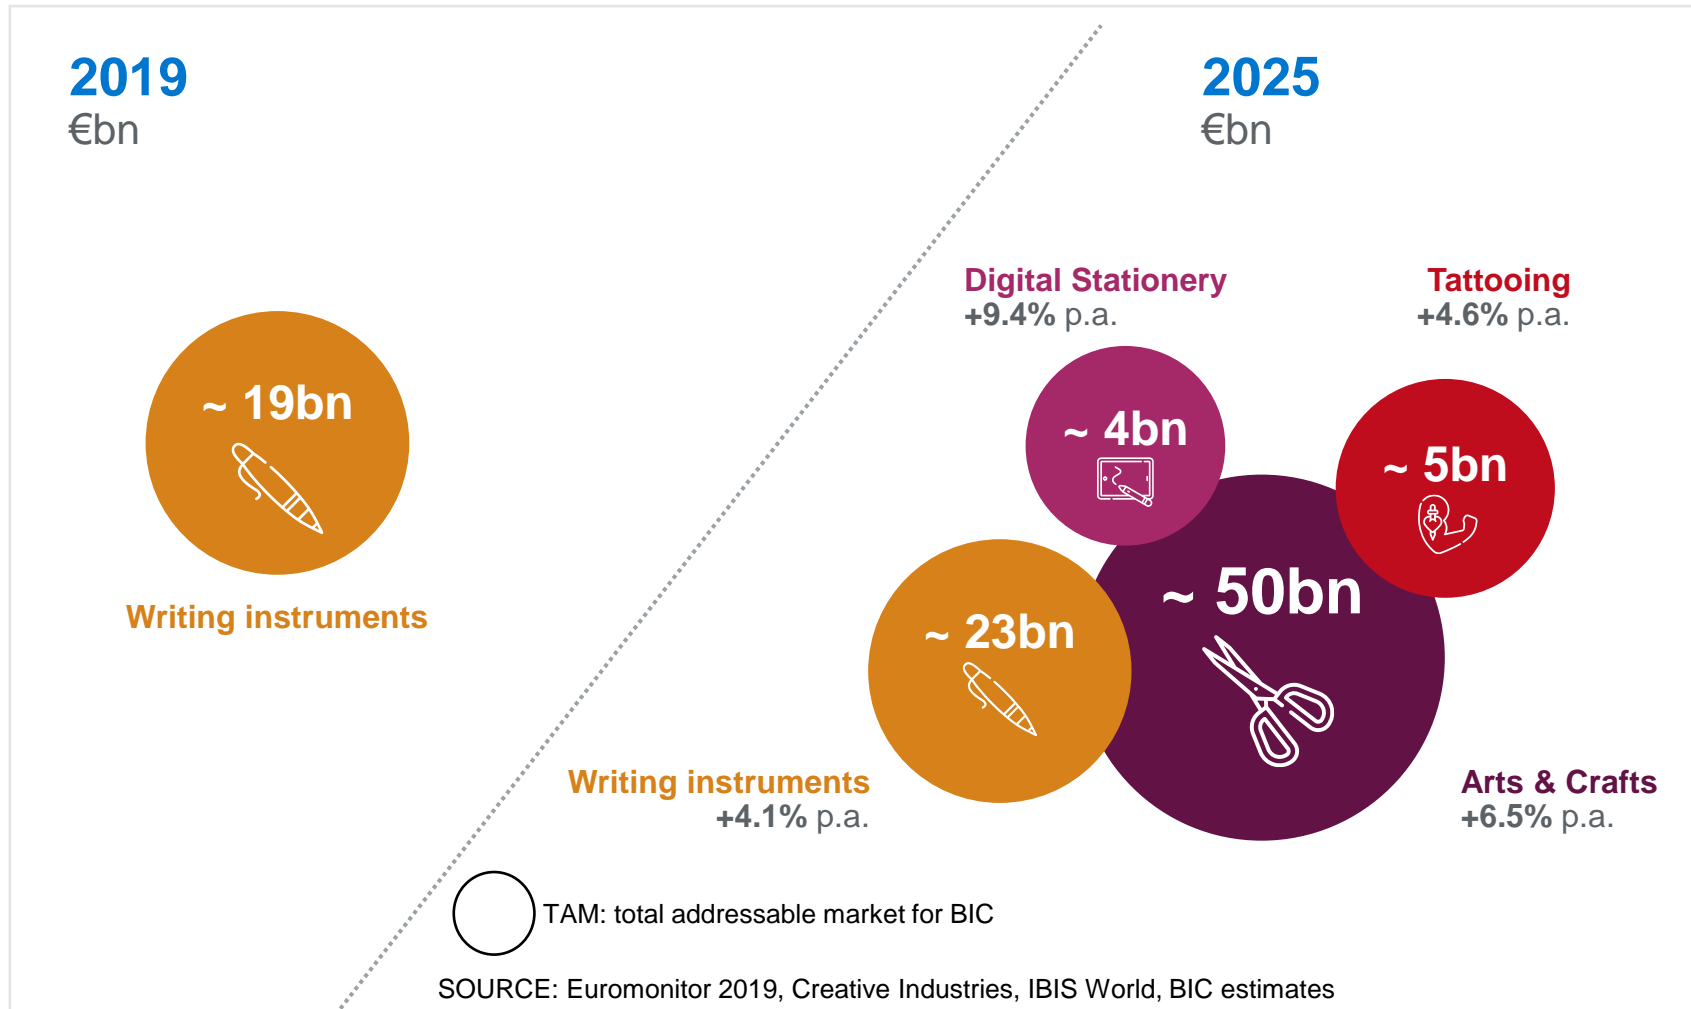 2019
€bn
2025
€bn
~ 19bn
Writing instruments
Digital Stationery
+9.4% p.a.
Tattooing
+4.6% p.a.
~ 4bn
~ 5bn
~ 50bn
~ 23bn
Writing instruments
+4.1% p.a.
Arts & Crafts
+6.5% p.a.
TAM: total addressable market for BIC
SOURCE: Euromonitor 2019, Creative Industries, IBIS World, BIC estimates